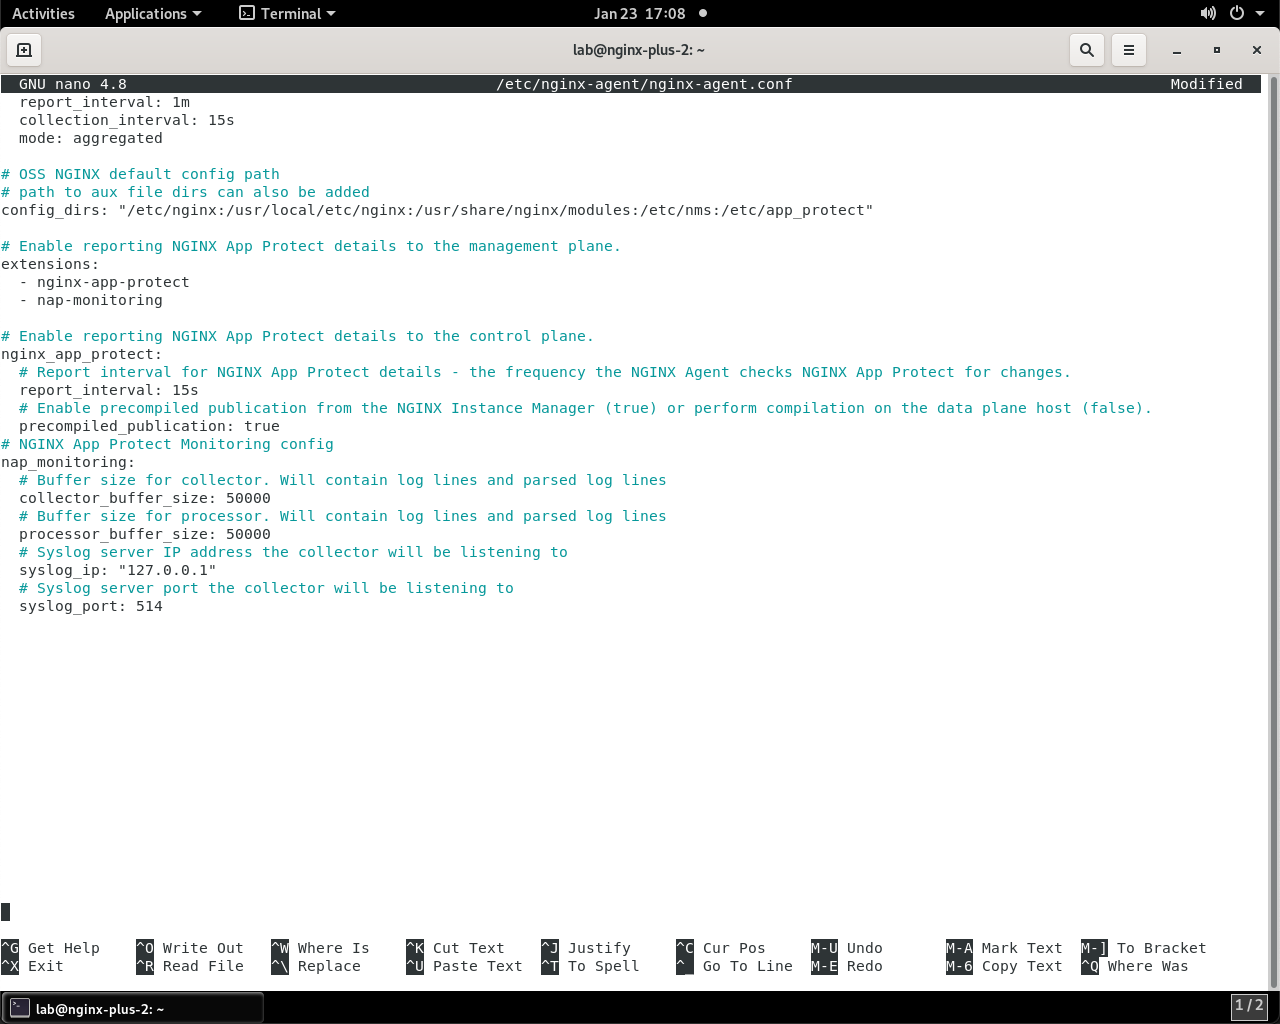 Activities Applications Terminal Jan 23 17:08
lab@nginx-plus-2: ~
GNU nano 4.8 /etc/nginx-agent/nginx-agent.conf Modified
  report_interval: 1m
  collection_interval: 15s
  mode: aggregated
# OSS NGINX default config path
# path to aux file dirs can also be added
config_dirs: "/etc/nginx:/usr/local/etc/nginx:/usr/share/nginx/modules:/etc/nms:/etc/app_protect"
# Enable reporting NGINX App Protect details to the management plane.
extensions:
  - nginx-app-protect
  - nap-monitoring
# Enable reporting NGINX App Protect details to the control plane.
nginx_app_protect:
  # Report interval for NGINX App Protect details - the frequency the NGINX Agent checks NGINX App Protect for changes.
  report_interval: 15s
  # Enable precompiled publication from the NGINX Instance Manager (true) or perform compilation on the data plane host (false).
  precompiled_publication: true
# NGINX App Protect Monitoring config
nap_monitoring:
  # Buffer size for collector. Will contain log lines and parsed log lines
  collector_buffer_size: 50000
  # Buffer size for processor. Will contain log lines and parsed log lines
  processor_buffer_size: 50000
  # Syslog server IP address the collector will be listening to
  syslog_ip: "127.0.0.1"
  # Syslog server port the collector will be listening to
  syslog_port: 514
^G Get Help ^O Write Out ^W Where Is ^K Cut Text ^J Justify ^C Cur Pos M-U Undo M-A Mark Text M-] To Bracket
^X Exit ^R Read File ^\ Replace ^U Paste Text ^T To Spell ^_ Go To Line M-E Redo M-6 Copy Text ^Q Where Was
lab@nginx-plus-2: ~ 1 / 2